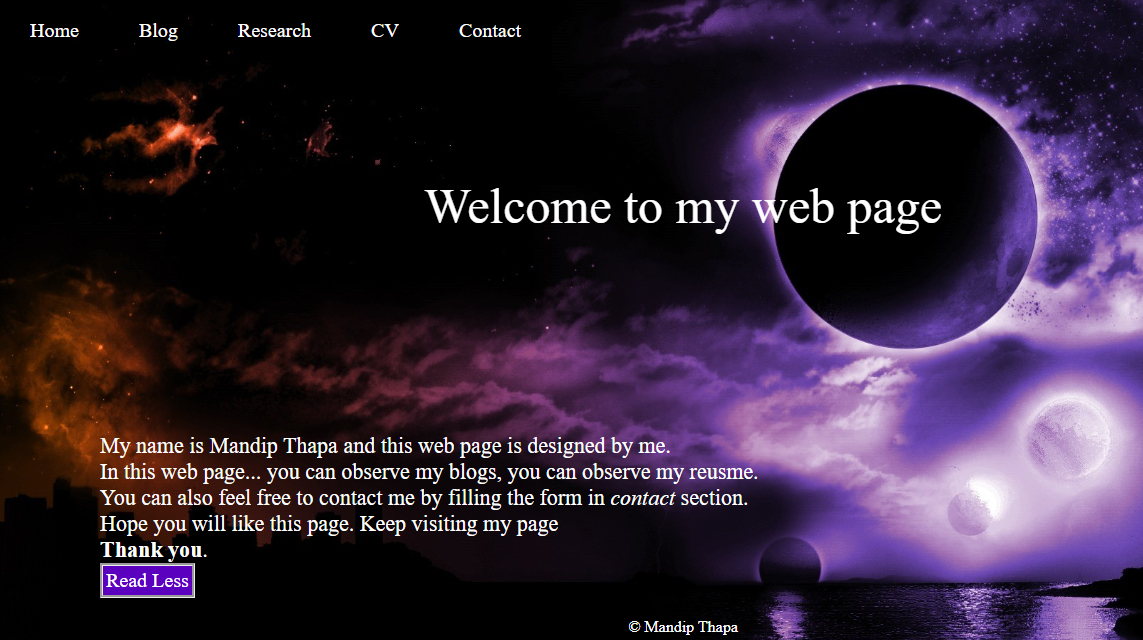 Home Blog Research CV Contact
Welcome to my web page
My name is Mandip Thapa and this web page is designed by me.
In this web page... you can observe my blogs, you can observe my reusme.
You can also feel free to contact me by filling the form in contact section.
Hope you will like this page. Keep visiting my page
Thank you.
Read Less
© Mandip Thapa